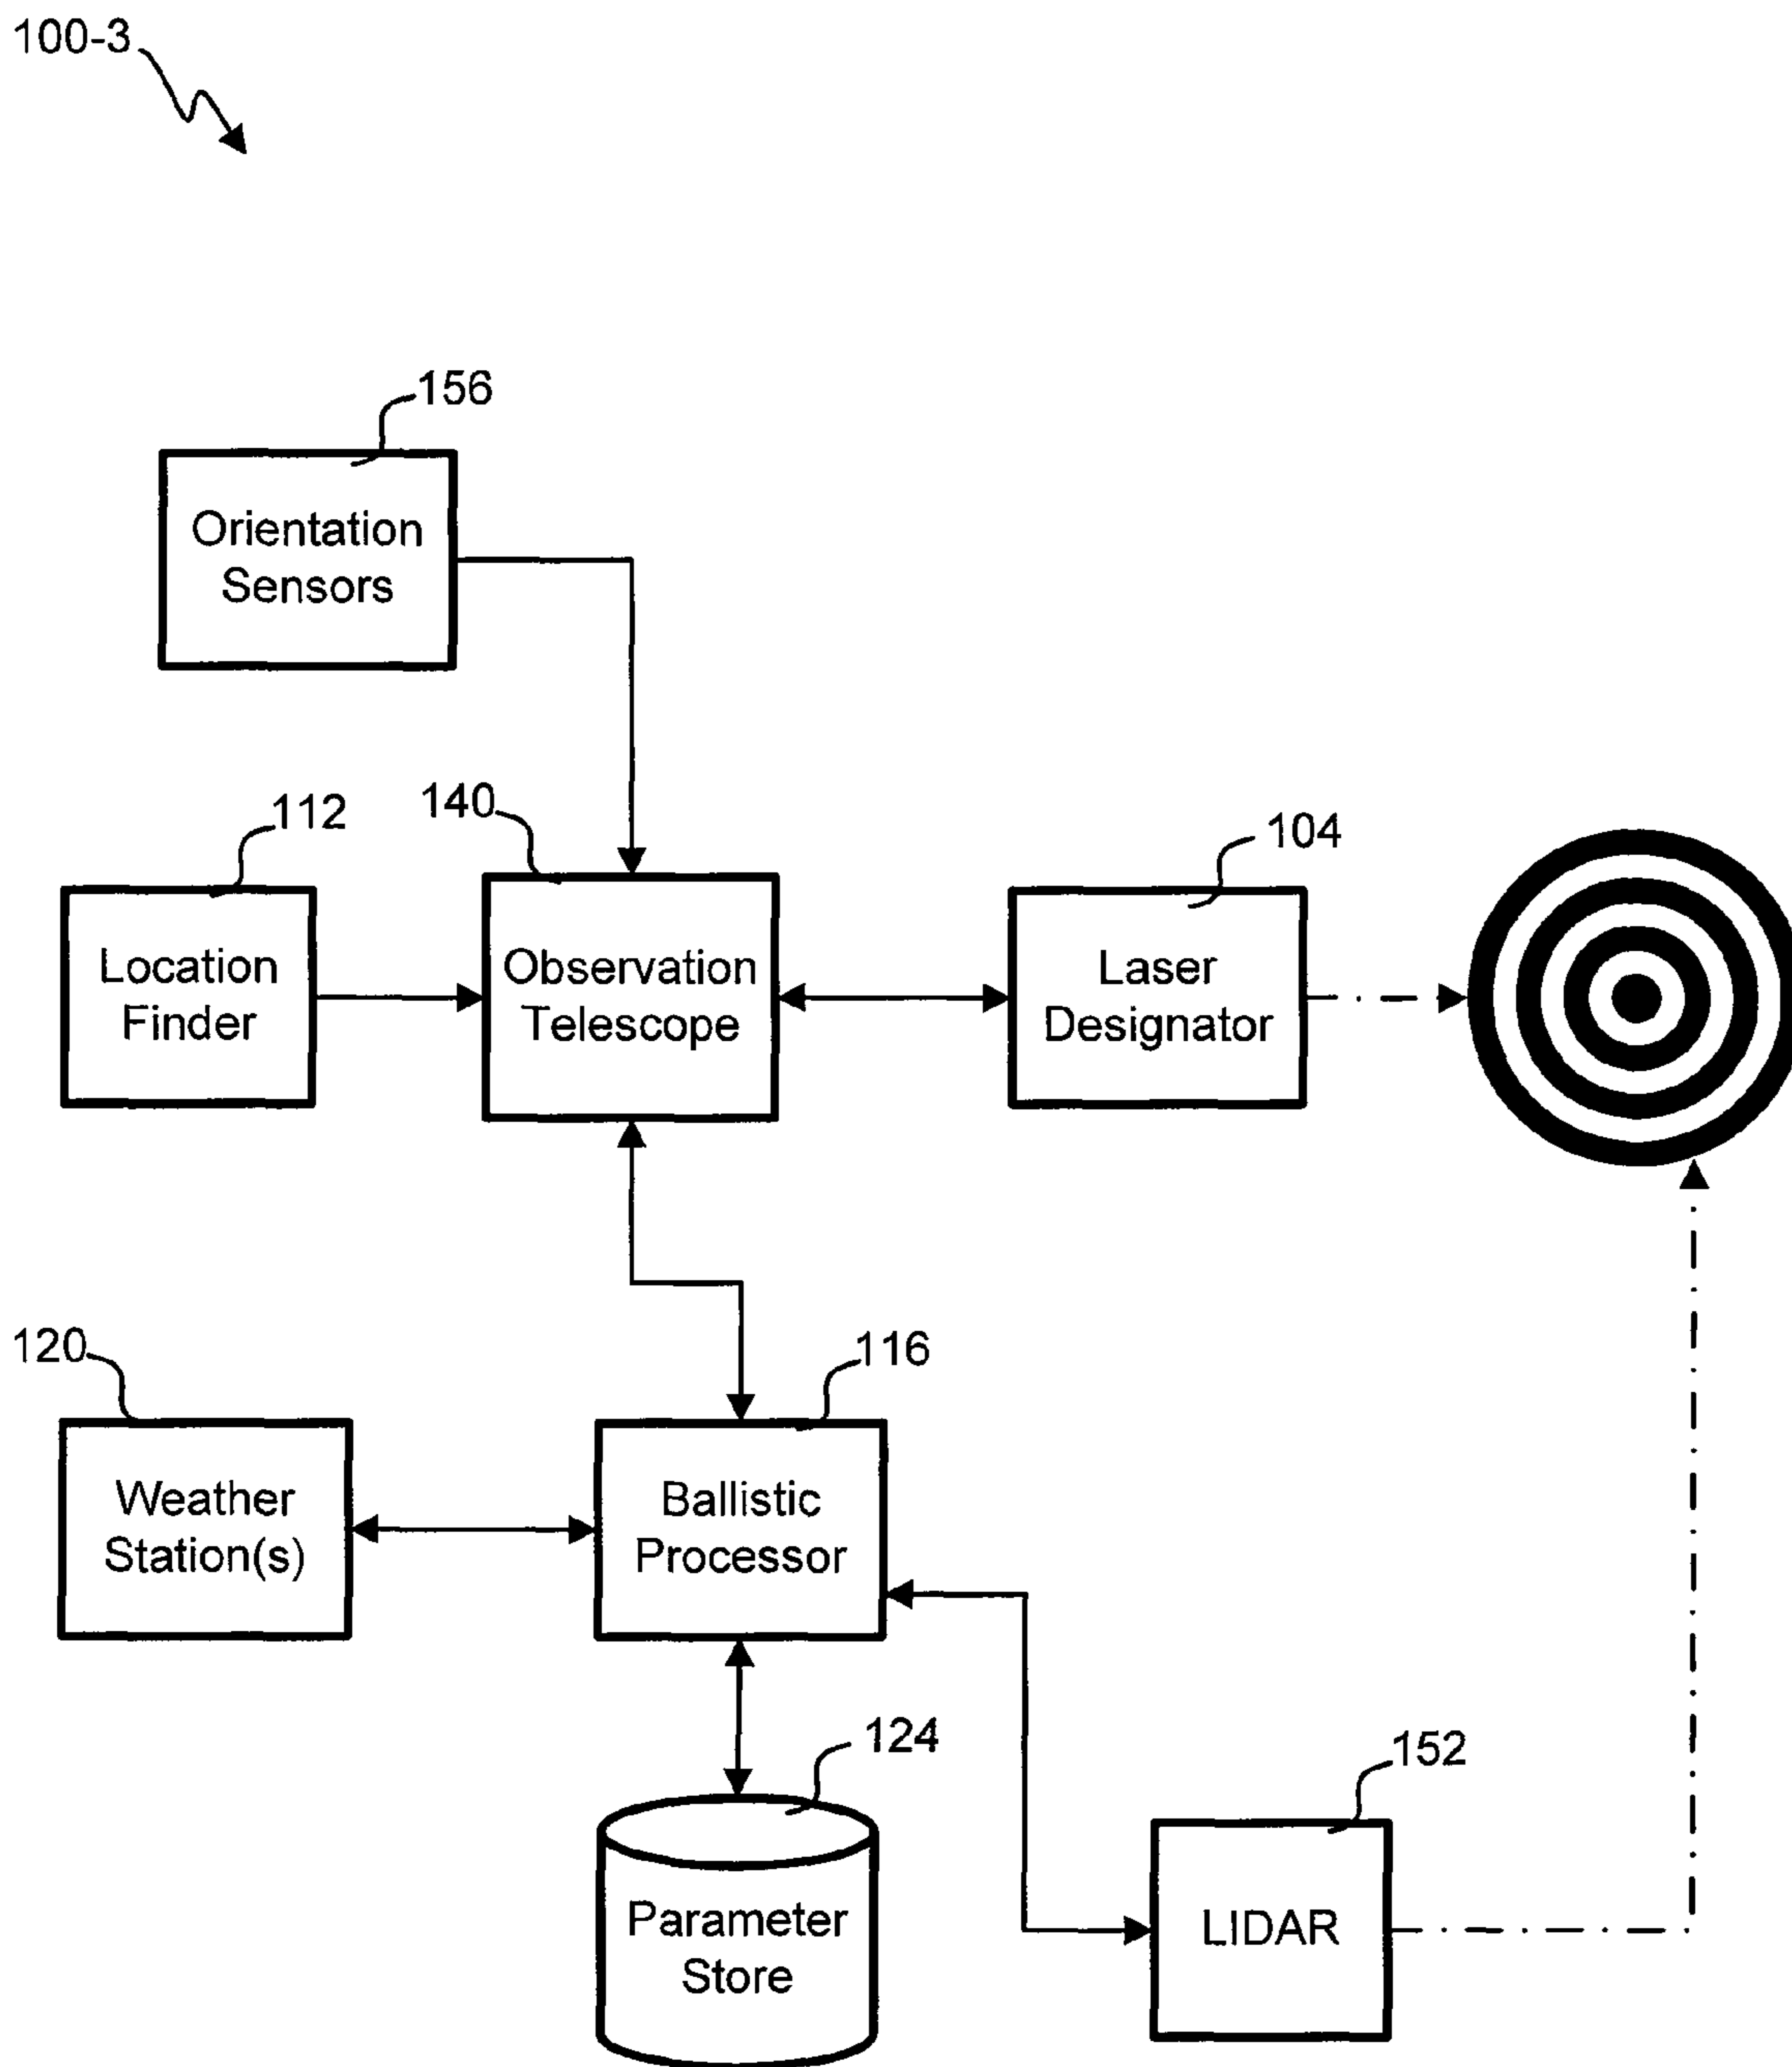 100-3
156
Orientation
Sensors
112
140
104
Location
Finder
Observation
Telescope
Laser
Designator
120
116
Weather
Station(s)
Ballistic
Processor
124
152
Parameter
Store
LIDAR